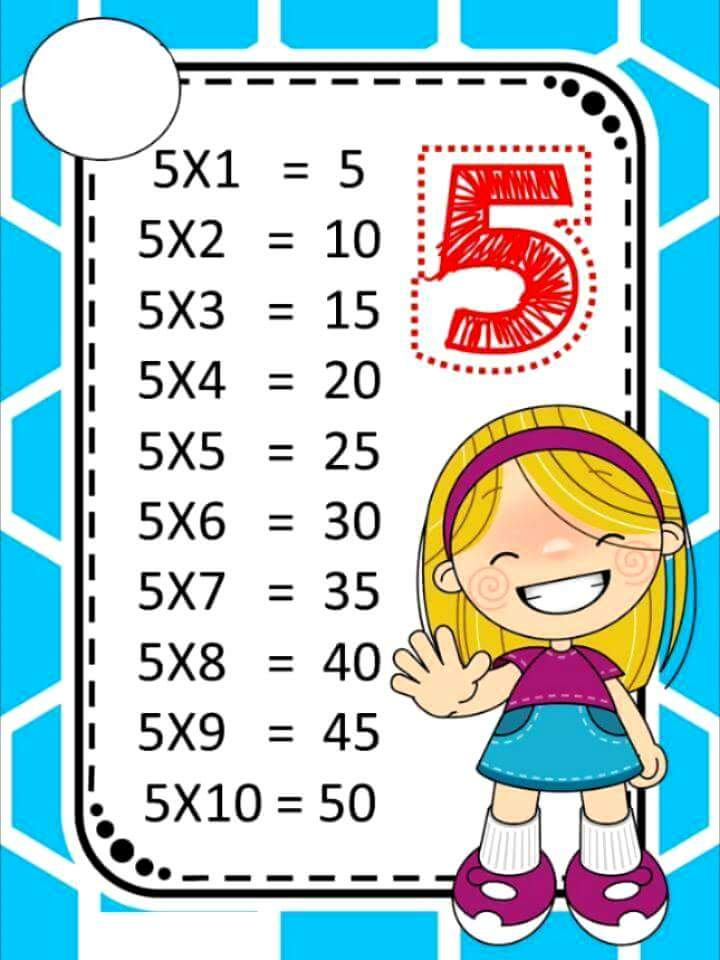 5
5X1 = 5
5X2 = 10
5X3 = 15
5X4 = 20
5X5 = 25
5X6 = 30
5X7 = 35
5X8 = 40
5X9 = 45
5X10 = 50